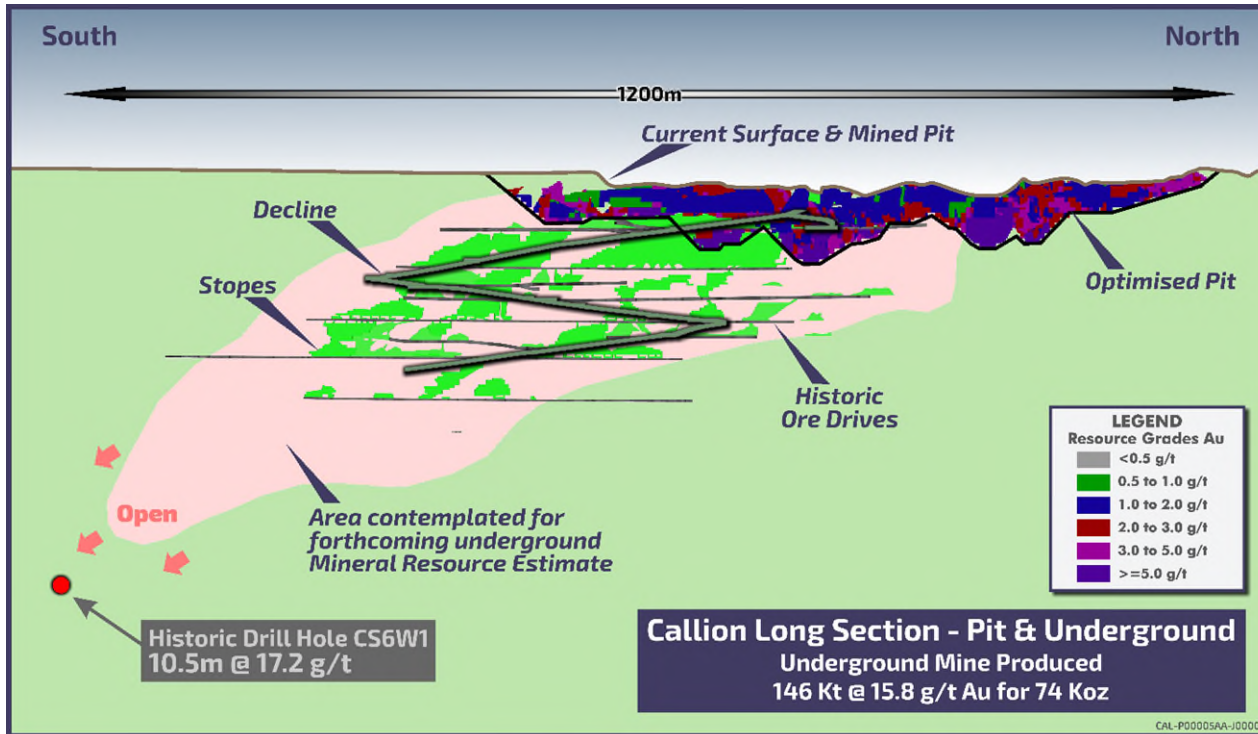 South
North
1200m
Current Surface & Mined Pit
Decline
Stopes
Optimised Pit
Historic
Ore Drives
Open
Area contemplated for
forthcoming underground
Mineral Resource Estimate
Historic Drill Hole CS6W1
10.5m @ 17.2 g/t
LEGEND
Resource Grades Au
<0.5 g/t
0.5 to 1.0 g/t
1.0 to 2.0 g/t
2.0 to 3.0 g/t
3.0 to 5.0 g/t
>=5.0 g/t
Callion Long Section - Pit & Underground
Underground Mine Produced
146 Kt @ 15.8 g/t Au for 74 Koz
CAL-P0000SAA-J0000